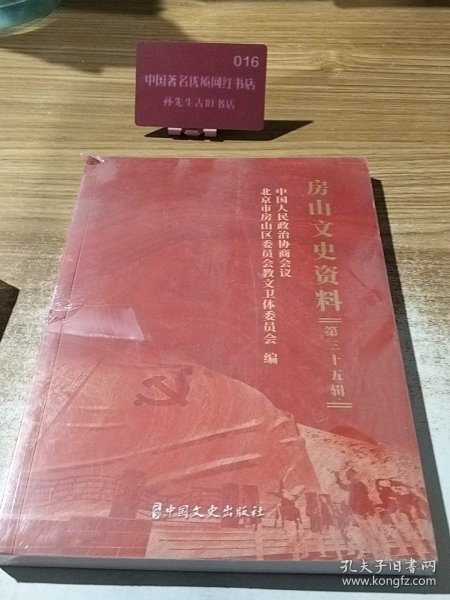 016
中国著名优质网红书店
孙先生古旧书店
房山文史资料
第三十五辑
中国人民政治协商会议
北京市房山区委员会教文卫体委员会 编
中国文史出版社
孔夫子旧书网
www.kongfz.com